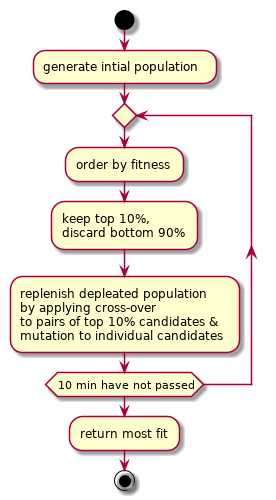 generate intial population
order by fitness
keep top 10%,
discard bottom 90%
replenish depleated population
by applying cross-over
to pairs of top 10% candidates &
mutation to individual candidates
10 min have not passed
return most fit